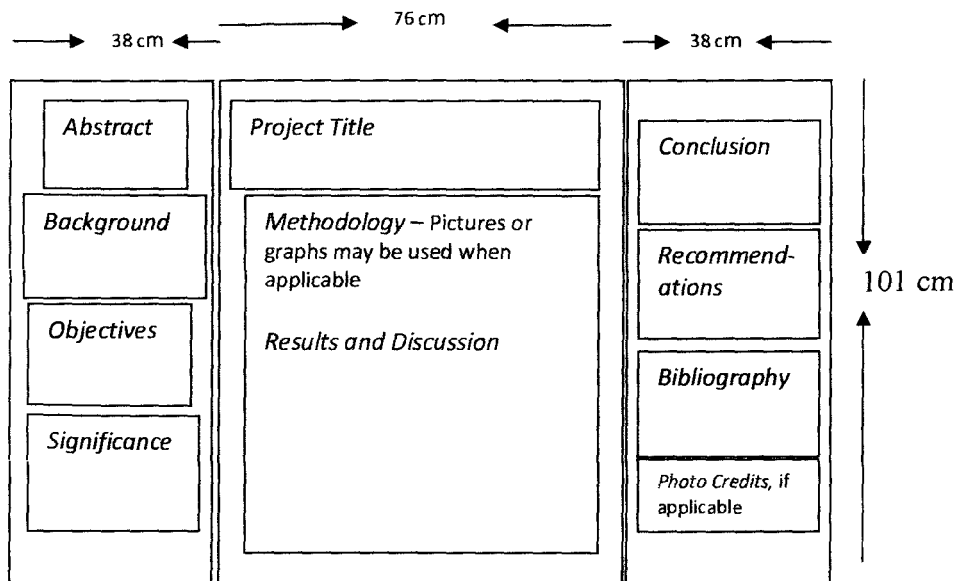 76 cm
38 cm
38 cm
Abstract
Background
Objectives
Significance
Project Title
Methodology – Pictures or
graphs may be used when
applicable
Results and Discussion
Conclusion
Recommend-
ations
Bibliography
Photo Credits, if
applicable
101 cm